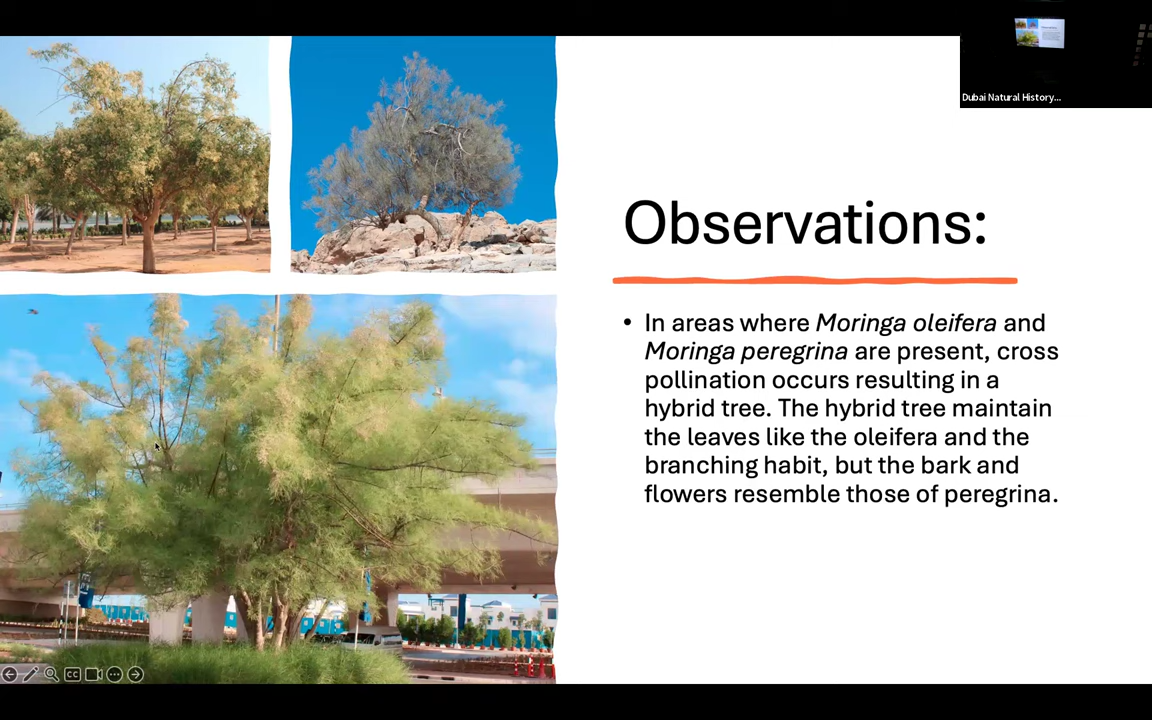 Dubai Natural History...
Observations:
• In areas where Moringa oleifera and
Moringa peregrina are present, cross
pollination occurs resulting in a
hybrid tree. The hybrid tree maintain
the leaves like the oleifera and the
branching habit, but the bark and
flowers resemble those of peregrina.
CC